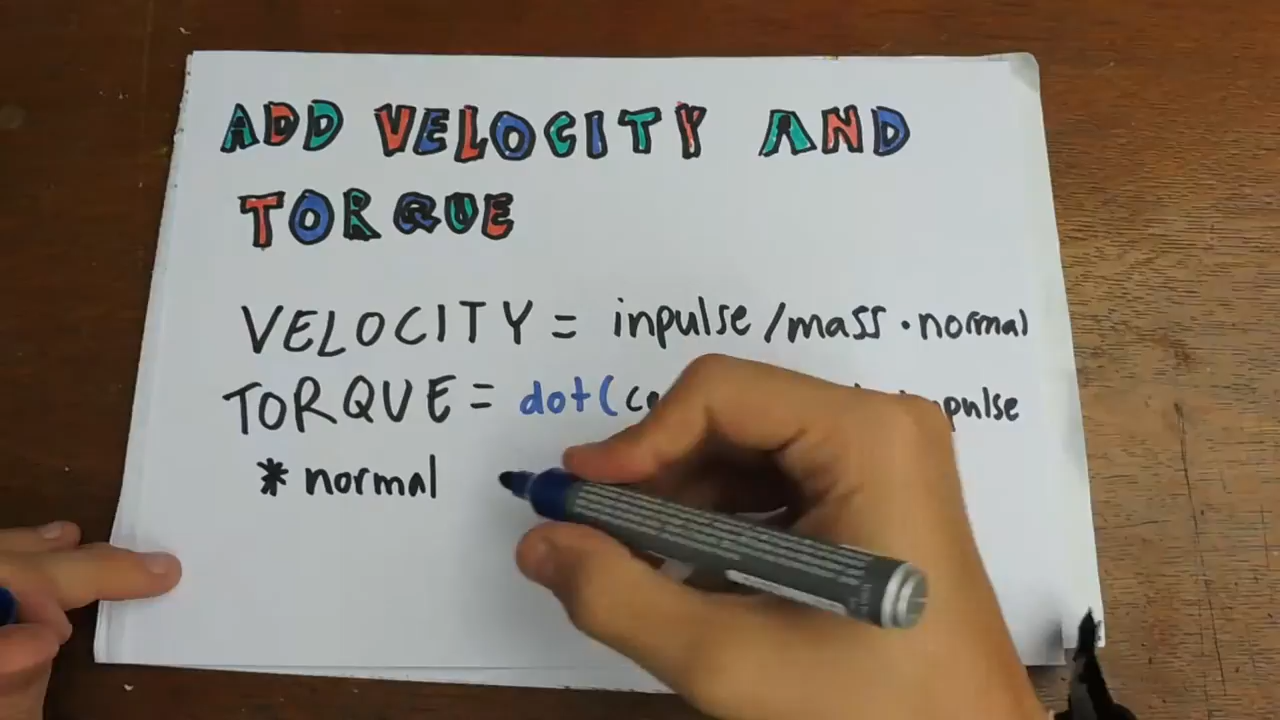 ADD VELOCITY AND
TORQUE
VELOCITY = inpulse /mass · normal
TORQUE = dot(
* normal